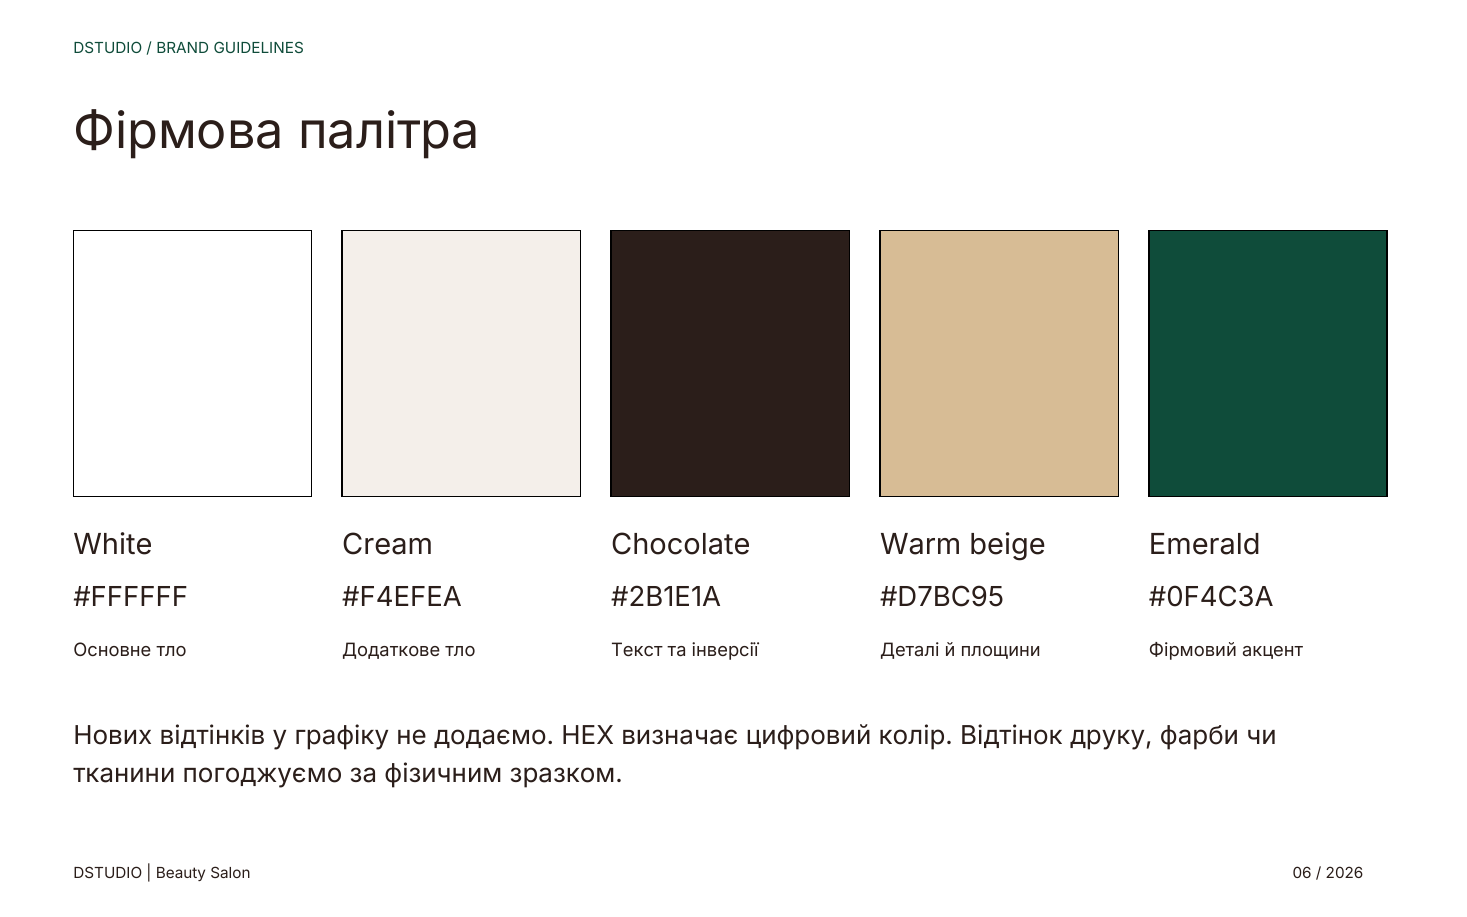 DSTUDIO / BRAND GUIDELINES
Фірмова палітра
White
#FFFFFF
Основне тло
Cream
#F4EFEA
Додаткове тло
Chocolate
#2B1E1A
Текст та інверсії
Warm beige
#D7BC95
Деталі й площини
Emerald
#0F4C3A
Фірмовий акцент
Нових відтінків у графіку не додаємо. HEX визначає цифровий колір. Відтінок друку, фарби чи
тканини погоджуємо за фізичним зразком.
DSTUDIO | Beauty Salon
06 / 2026